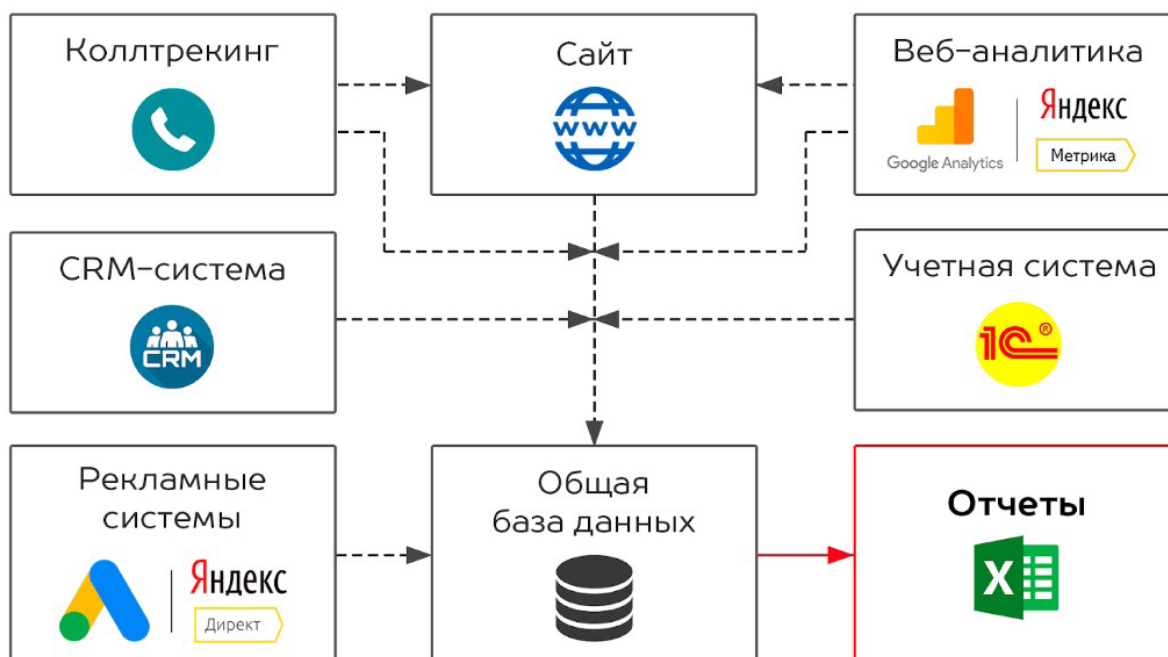 Коллтрекинг
Сайт
www
Веб-аналитика
Google Analytics
Яндекс
Метрика
CRM-система
CRM
Учетная система
1С®
Рекламные
системы
Яндекс
Директ
Общая
база данных
Отчеты
X